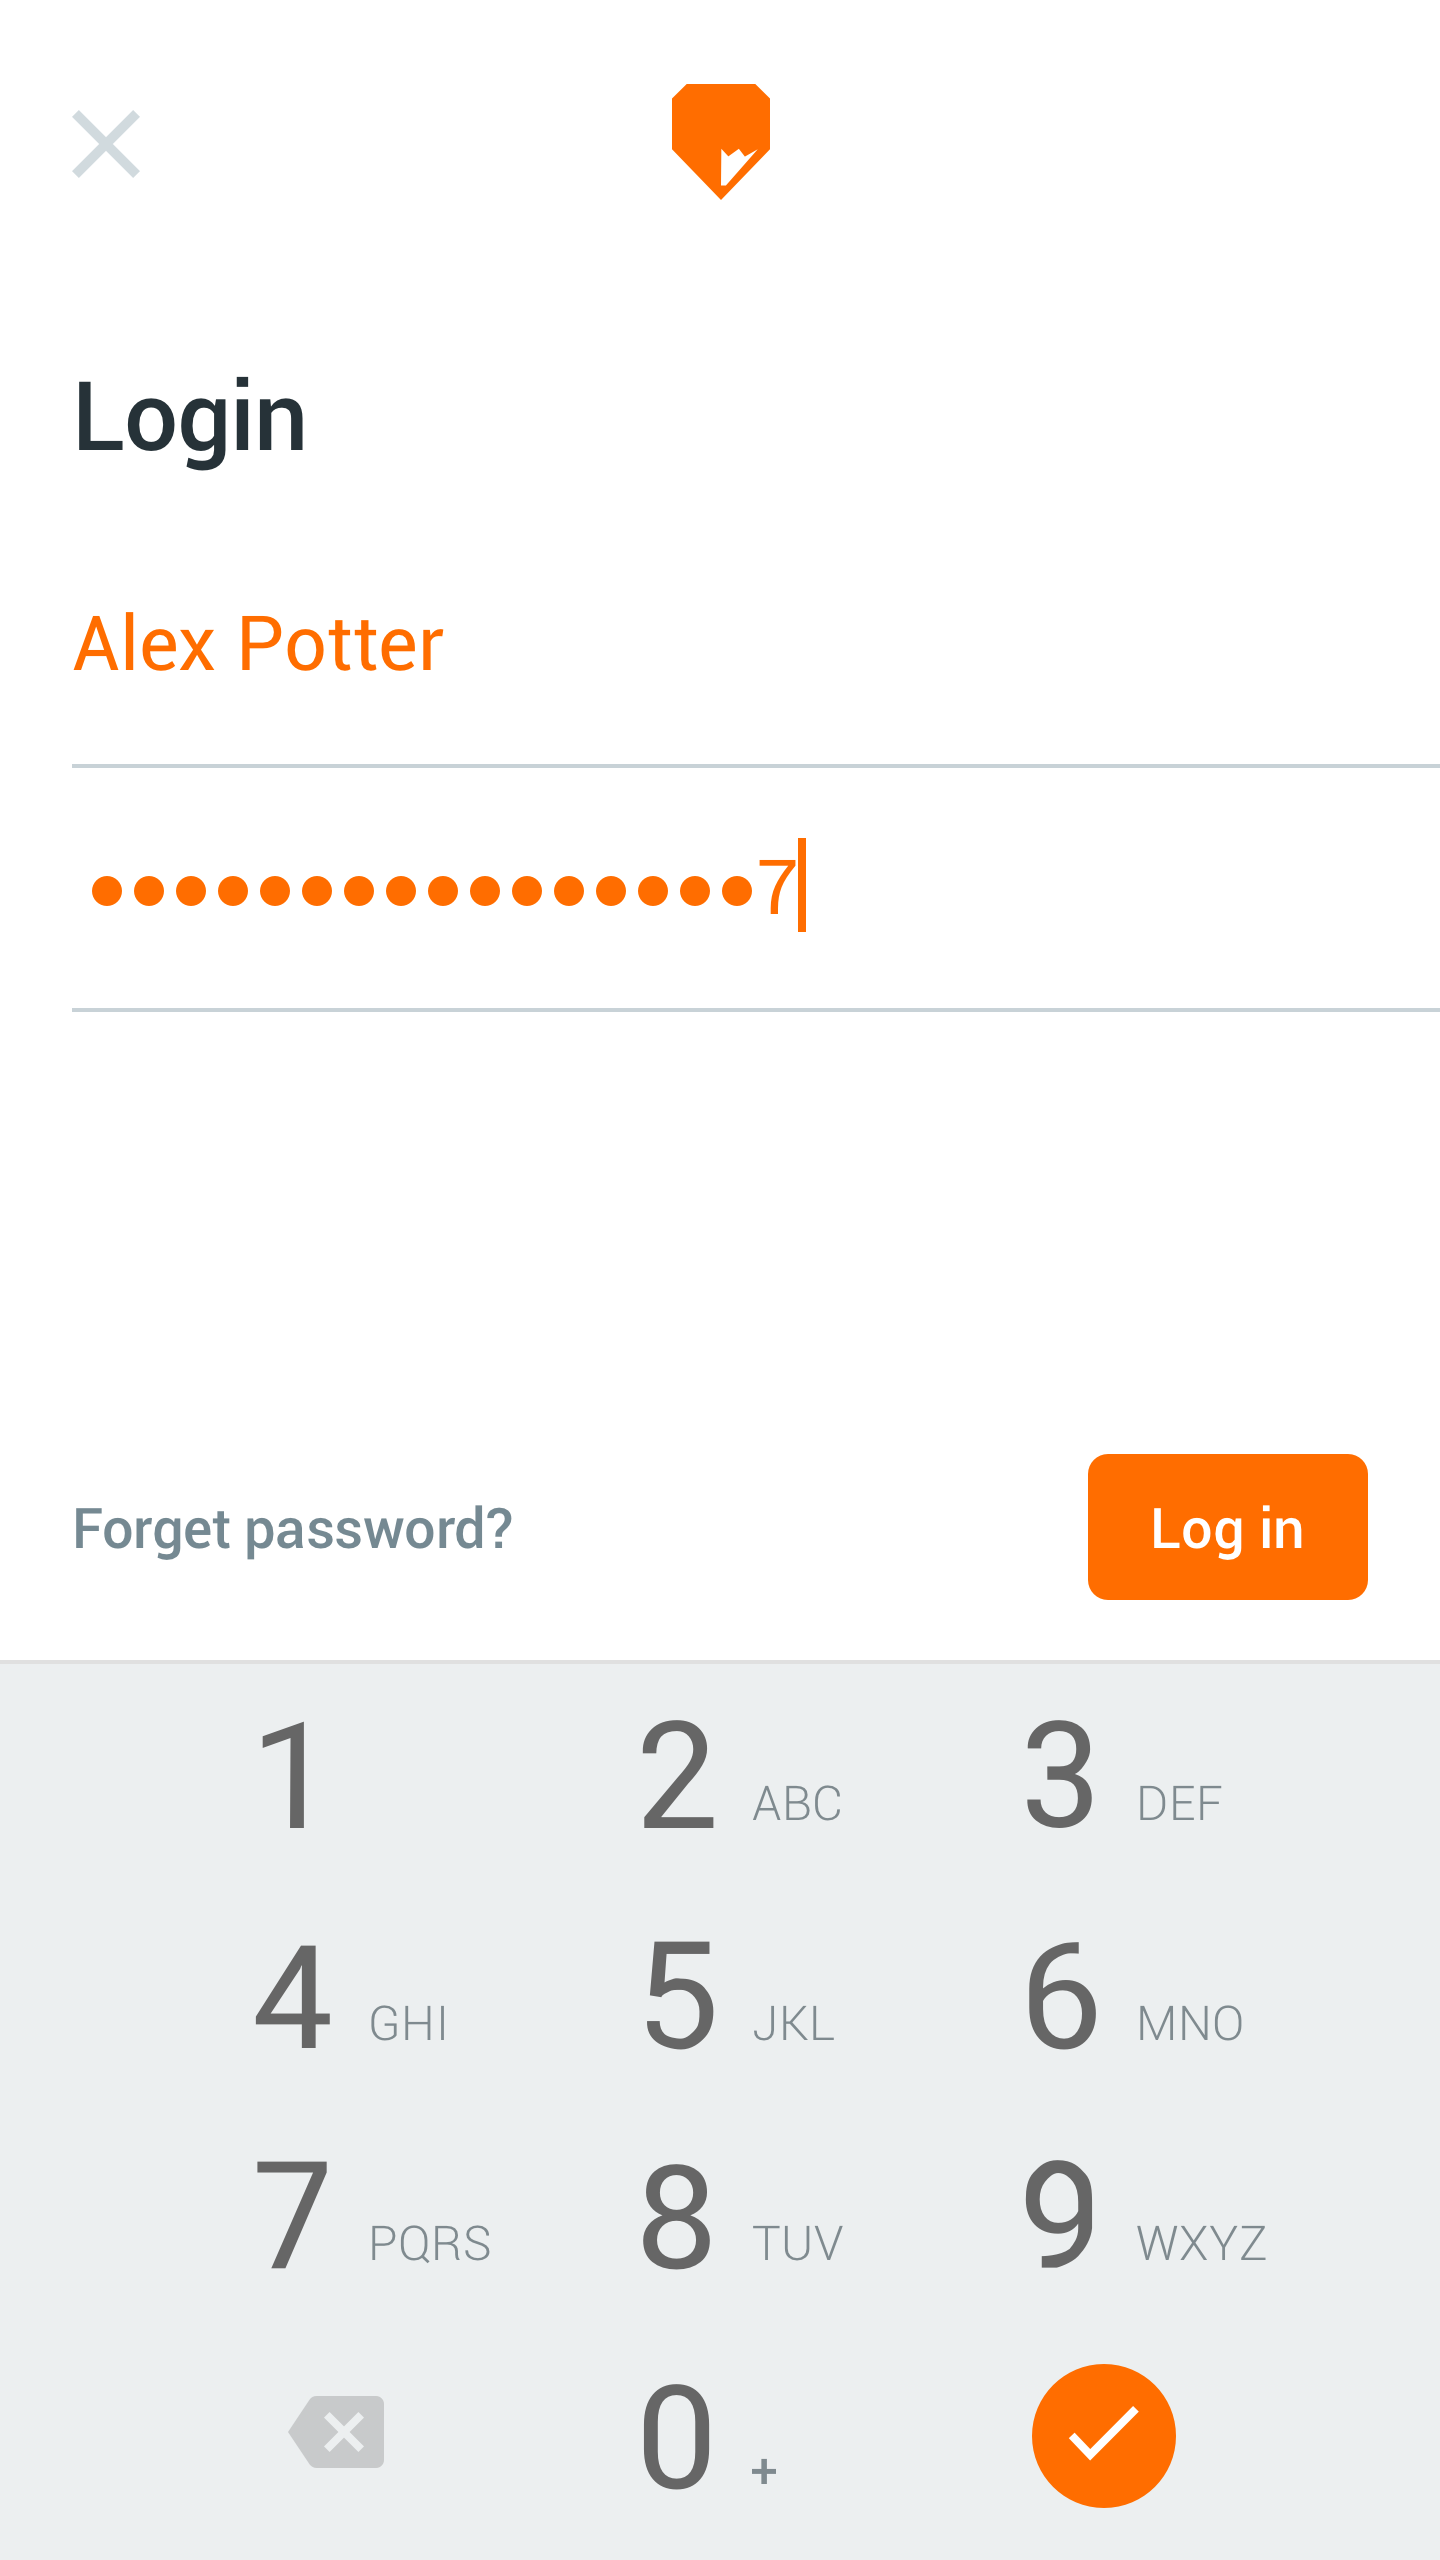 Login
Alex Potter
••••••••••••••••7
Forget password?
Log in
1
2 ABC
3 DEF
4 GHI
5 JKL
6 MNO
7 PQRS
8 TUV
9 WXYZ
0 +